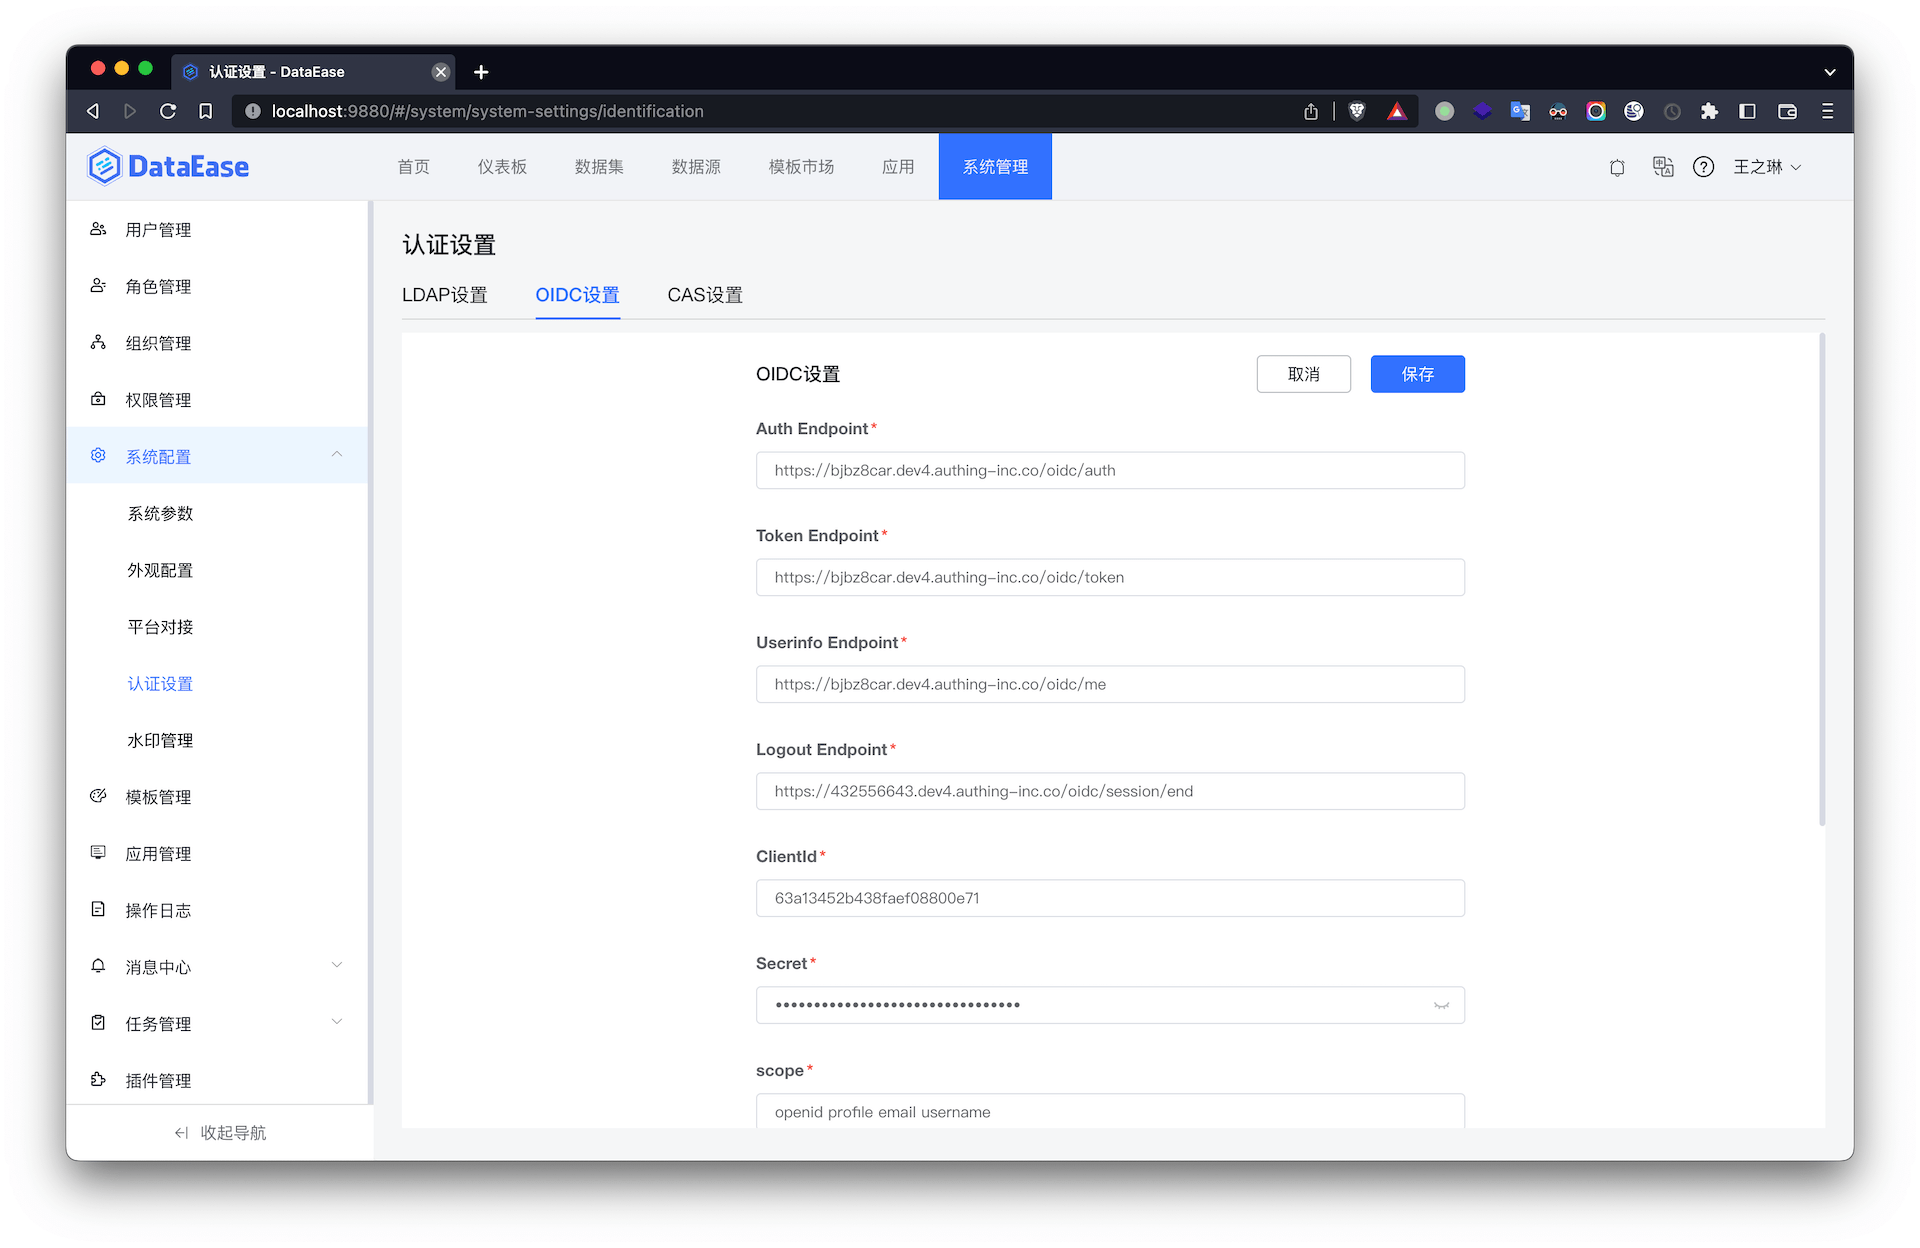 认证设置 - DataEase
localhost:9880/#/system/system-settings/identification
DataEase
首页 仪表板 数据集 数据源 模板市场 应用 系统管理 王之琳
用户管理
角色管理
组织管理
权限管理
系统配置
系统参数
外观配置
平台对接
认证设置
水印管理
模板管理
应用管理
操作日志
消息中心
任务管理
插件管理
收起导航
认证设置
LDAP设置 OIDC设置 CAS设置
OIDC设置 取消 保存
Auth Endpoint*
https://bjbz8car.dev4.authing-inc.co/oidc/auth
Token Endpoint*
https://bjbz8car.dev4.authing-inc.co/oidc/token
Userinfo Endpoint*
https://bjbz8car.dev4.authing-inc.co/oidc/me
Logout Endpoint*
https://432556643.dev4.authing-inc.co/oidc/session/end
ClientId*
63a13452b438faef08800e71
Secret*
••••••••••••••••••••••••••••••••
scope*
openid profile email username